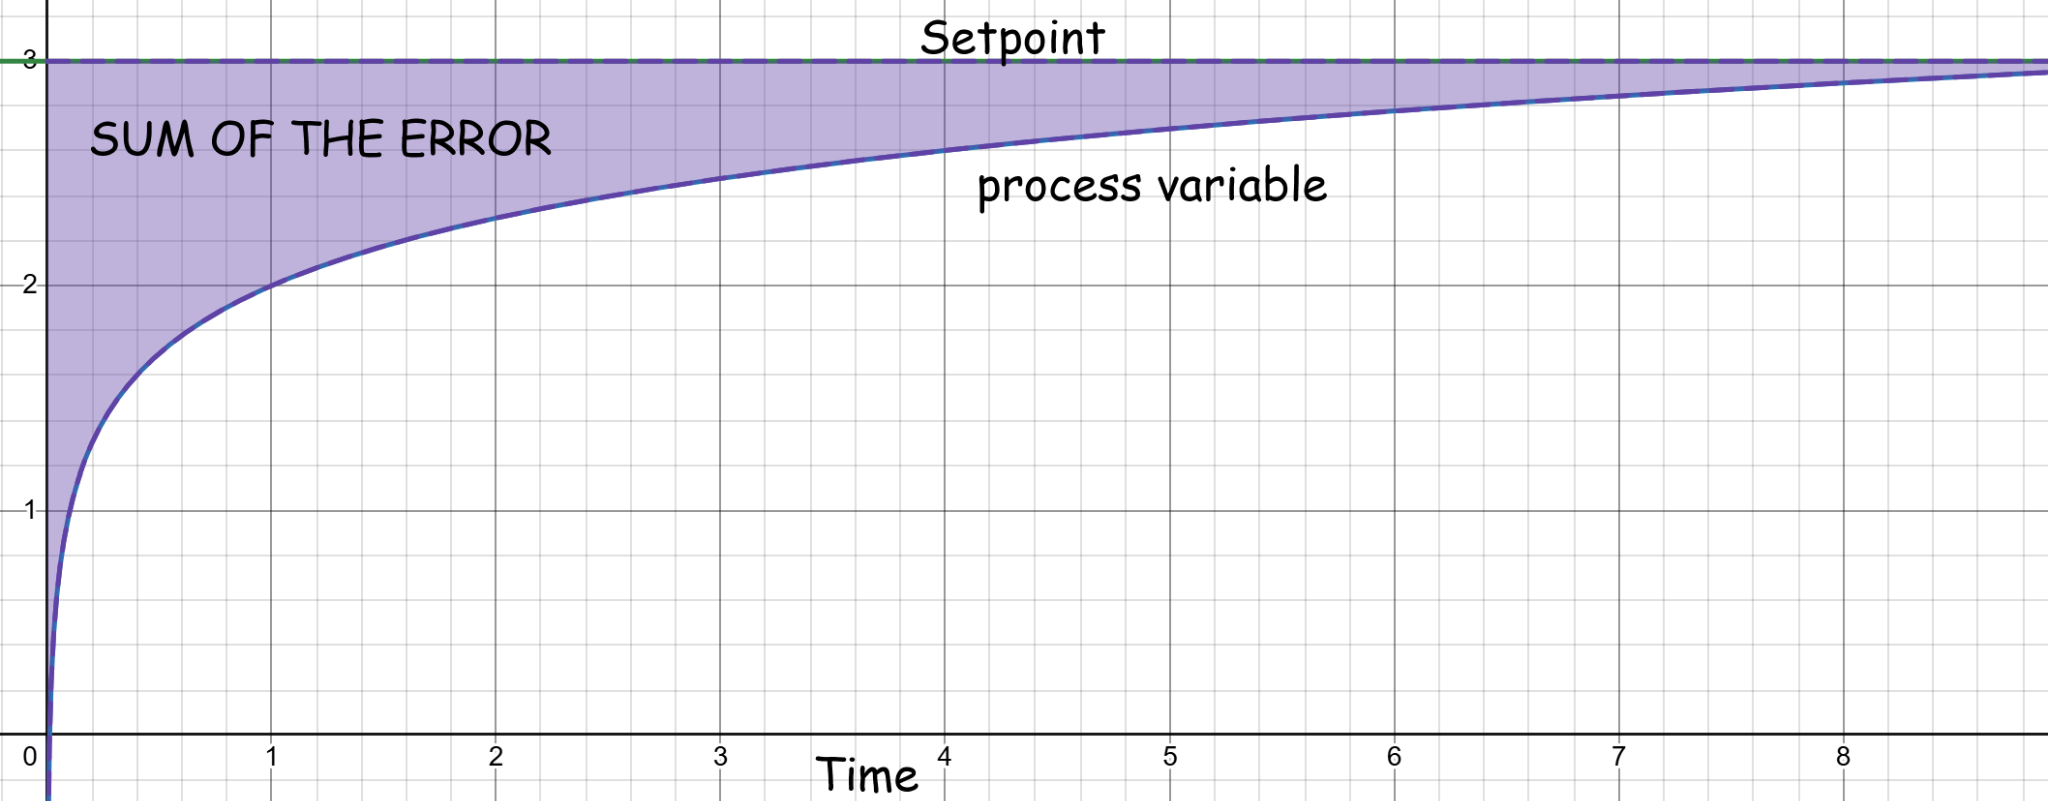 Setpoint
3
SUM OF THE ERROR
process variable
2
1
0 1 2 3 4 5 6 7 8
Time